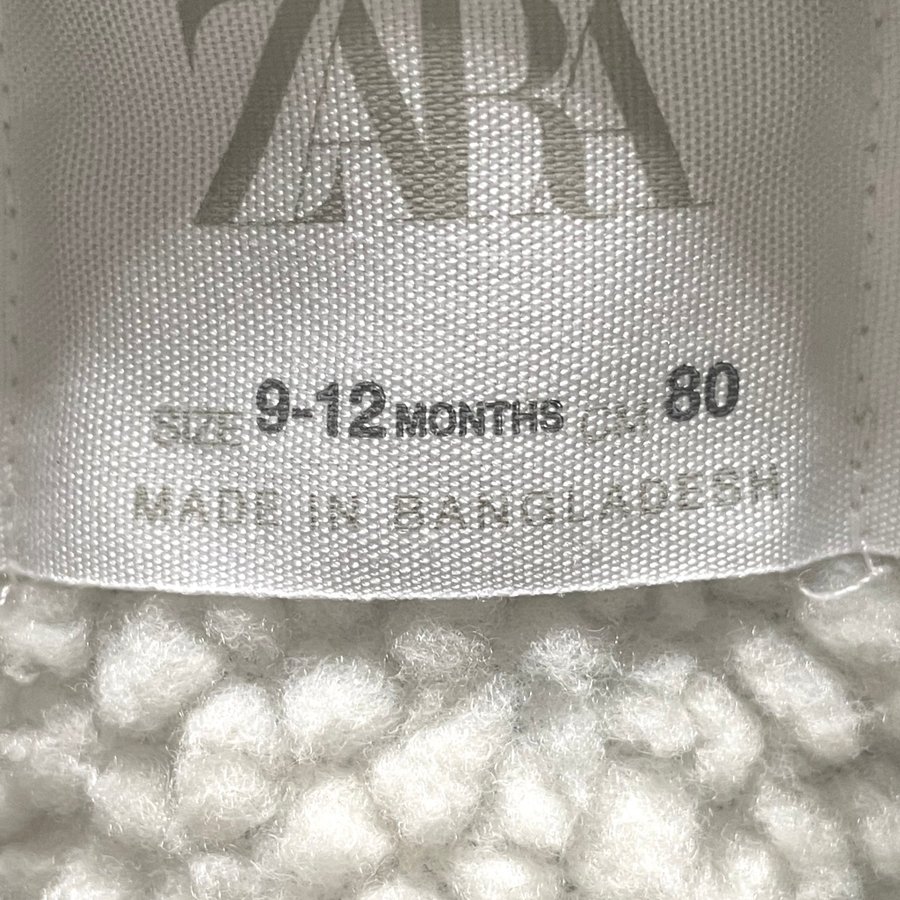 ZARA
SIZE 9-12 MONTHS CM 80
MADE IN BANGLADESH